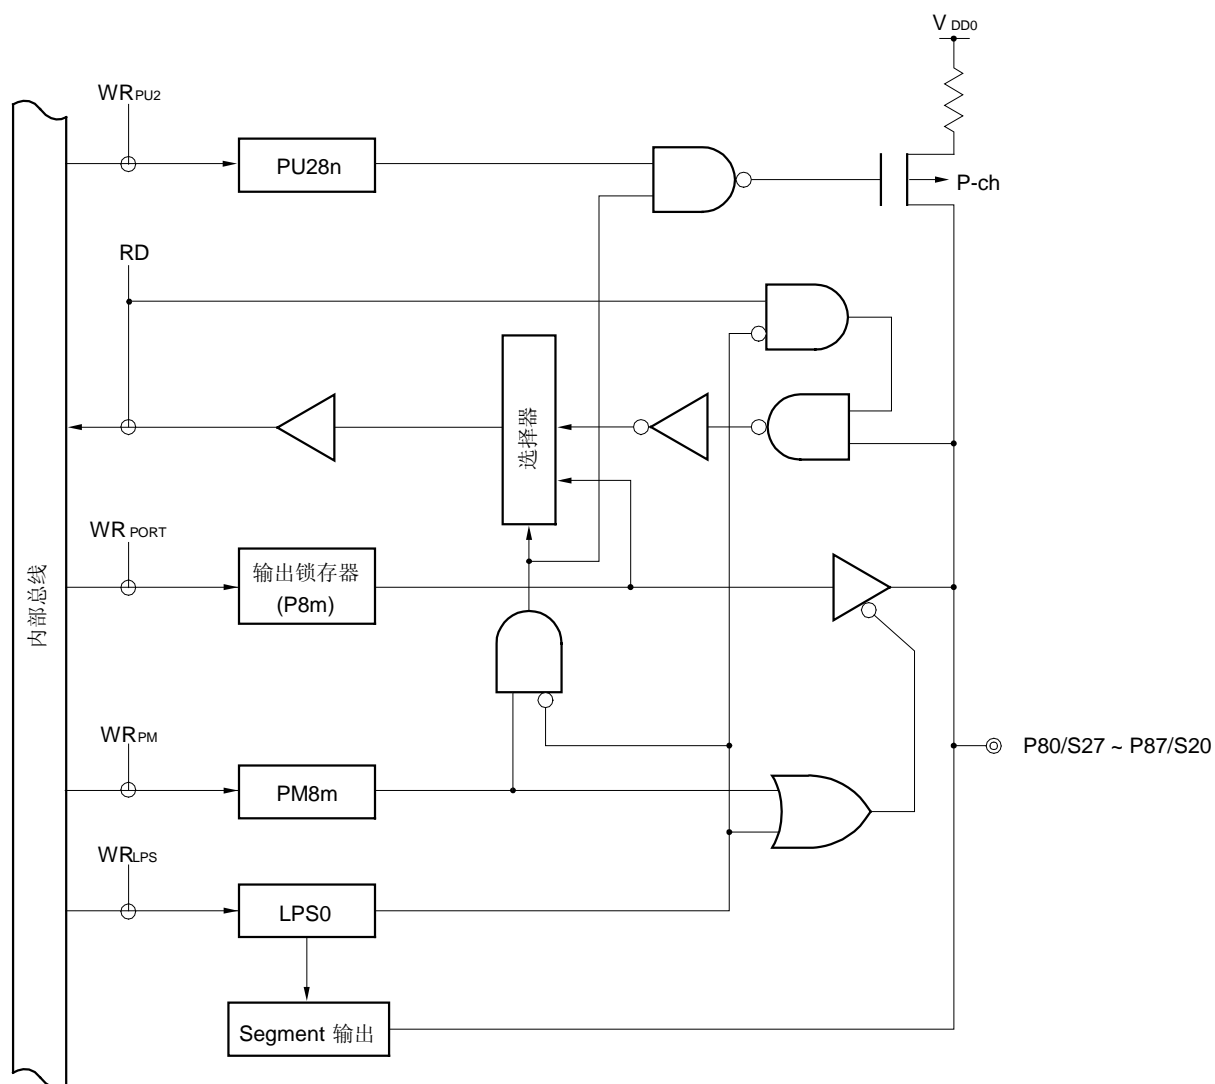 V DD0
WRPU2
PU28n
P-ch
RD
选择器
WR PORT
输出锁存器
(P8m)
内部总线
WRPM
P80/S27 ~ P87/S20
PM8m
WRLPS
LPS0
Segment 输出